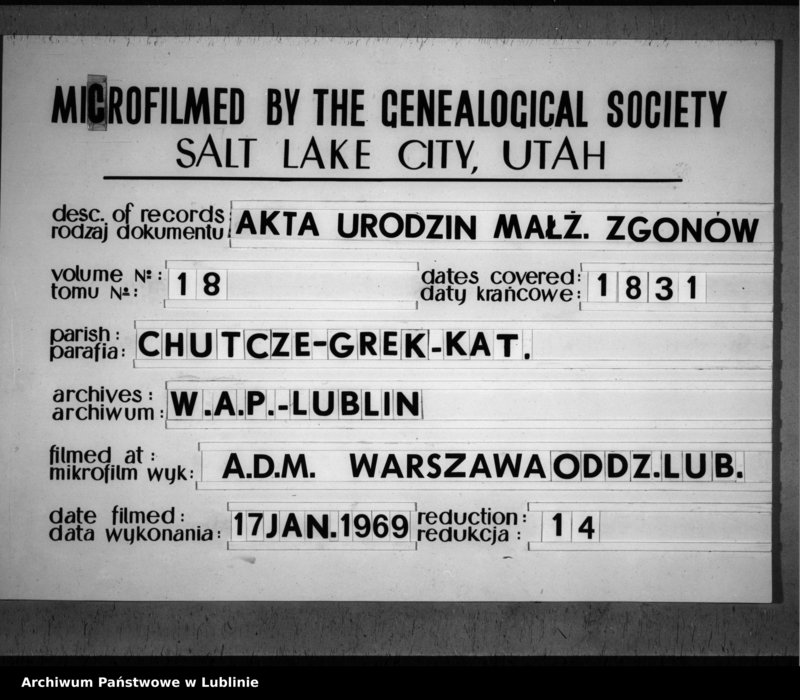 MICROFILMED BY THE GENEALOGICAL SOCIETY
SALT LAKE CITY, UTAH
desc. of records
rodzaj dokumentu: AKTA URODZIN MAŁŻ. ZGONÓW
volume №: dates covered:
tomu №: 18 daty krańcowe: 1831
parish:
parafia: CHUTCZE-GREK-KAT.
archives:
archiwum: W.A.P.-LUBLIN
filmed at:
mikrofilm wyk: A.D.M. WARSZAWA ODDZ.LUB.
date filmed: reduction:
data wykonania: 17JAN.1969 redukcja: 14
Archiwum Państwowe w Lublinie